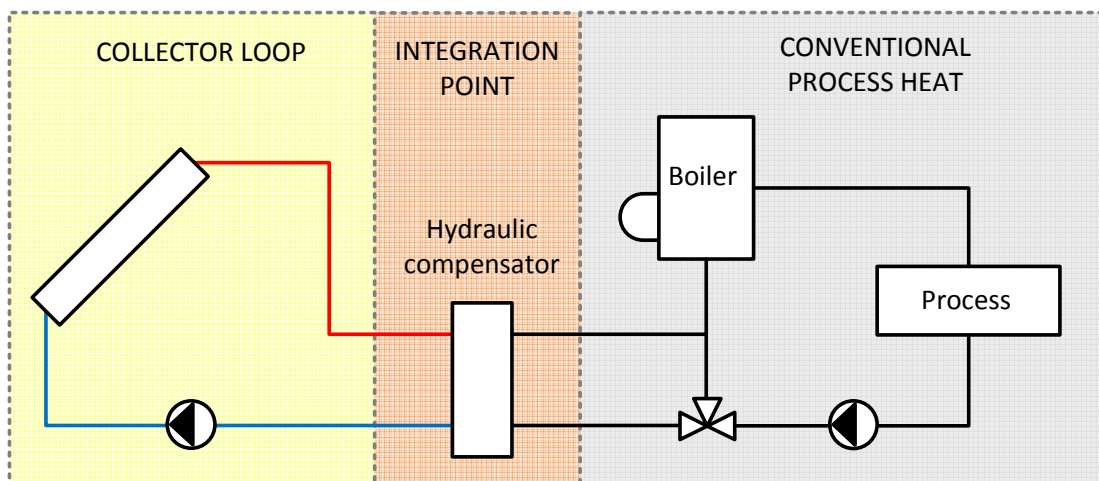 COLLECTOR LOOP
INTEGRATION
POINT
CONVENTIONAL
PROCESS HEAT
Boiler
Hydraulic
compensator
Process